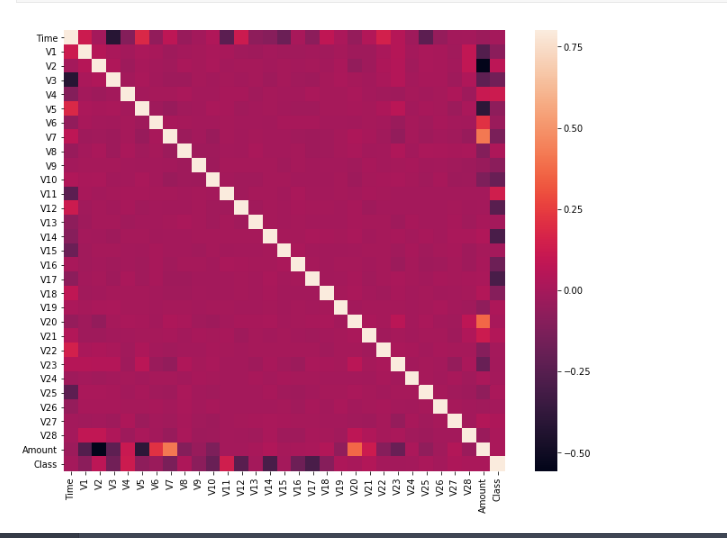 Time
V1
V2
V3
V4
V5
V6
V7
V8
V9
V10
V11
V12
V13
V14
V15
V16
V17
V18
V19
V20
V21
V22
V23
V24
V25
V26
V27
V28
Amount
Class
Time
V1
V2
V3
V4
V5
V6
V7
V8
V9
V10
V11
V12
V13
V14
V15
V16
V17
V18
V19
V20
V21
V22
V23
V24
V25
V26
V27
V28
Amount
Class
0.75
0.50
0.25
0.00
−0.25
−0.50